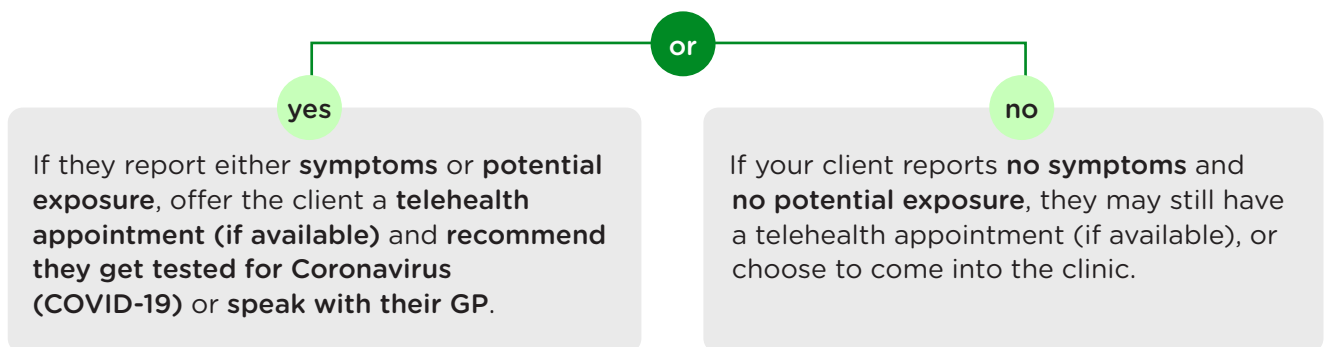 or
yes
If they report either symptoms or potential
exposure, offer the client a telehealth
appointment (if available) and recommend
they get tested for Coronavirus
(COVID-19) or speak with their GP.
no
If your client reports no symptoms and
no potential exposure, they may still have
a telehealth appointment (if available), or
choose to come into the clinic.